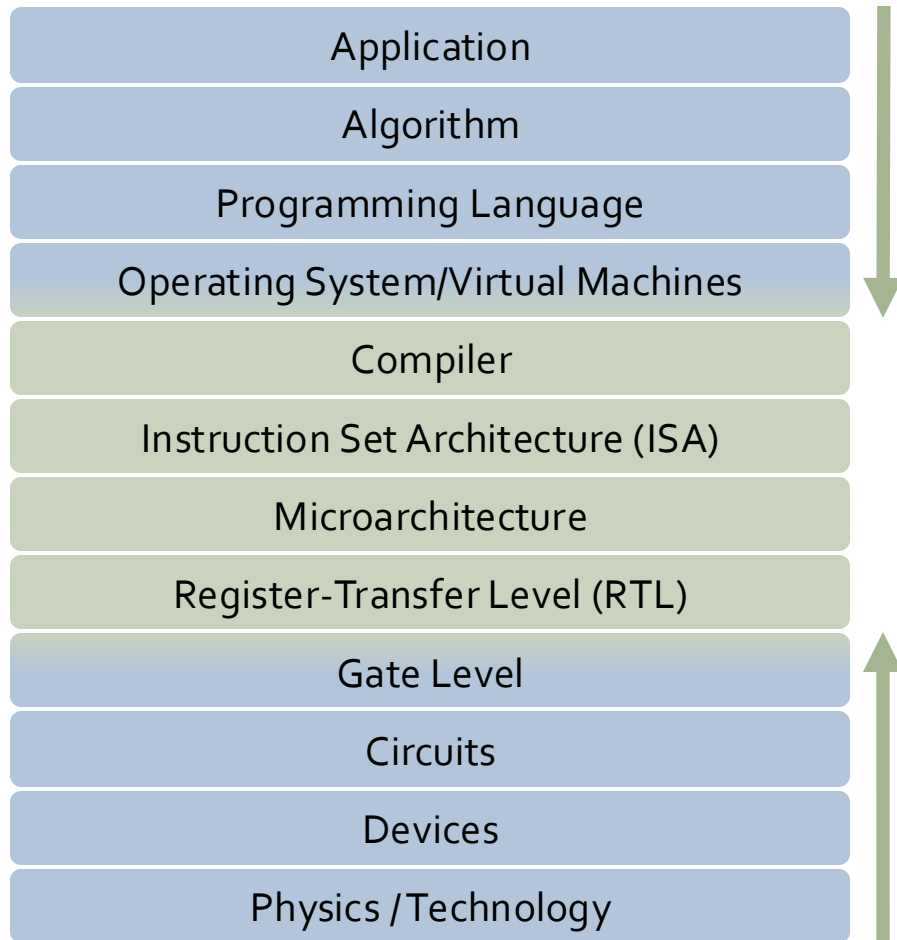 Application
Algorithm
Programming Language
Operating System/Virtual Machines
Compiler
Instruction Set Architecture (ISA)
Microarchitecture
Register-Transfer Level (RTL)
Gate Level
Circuits
Devices
Physics / Technology